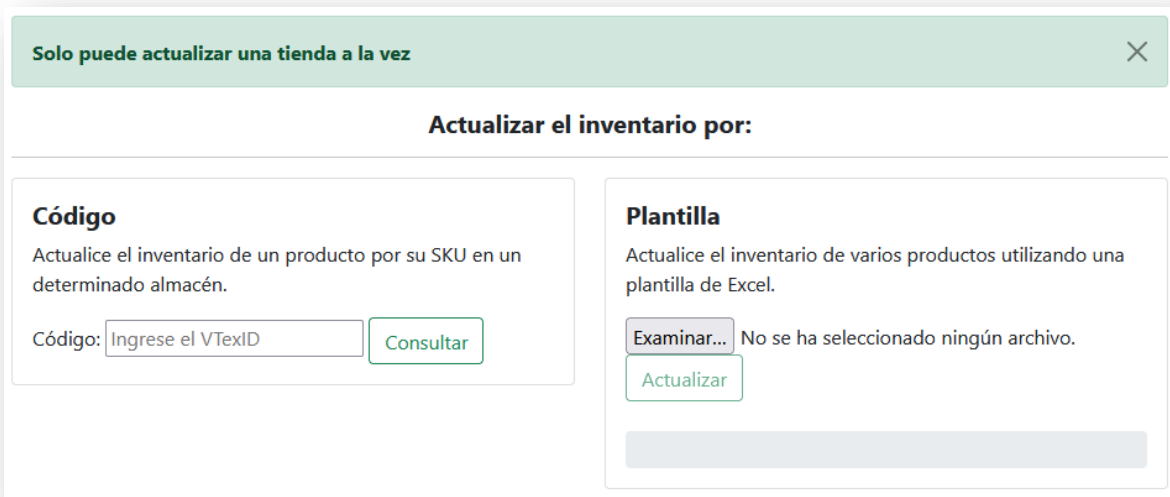 Solo puede actualizar una tienda a la vez
Actualizar el inventario por:
Código
Actualice el inventario de un producto por su SKU en un
determinado almacén.
Código: Ingrese el VTexID Consultar
Plantilla
Actualice el inventario de varios productos utilizando una
plantilla de Excel.
Examinar... No se ha seleccionado ningún archivo.
Actualizar